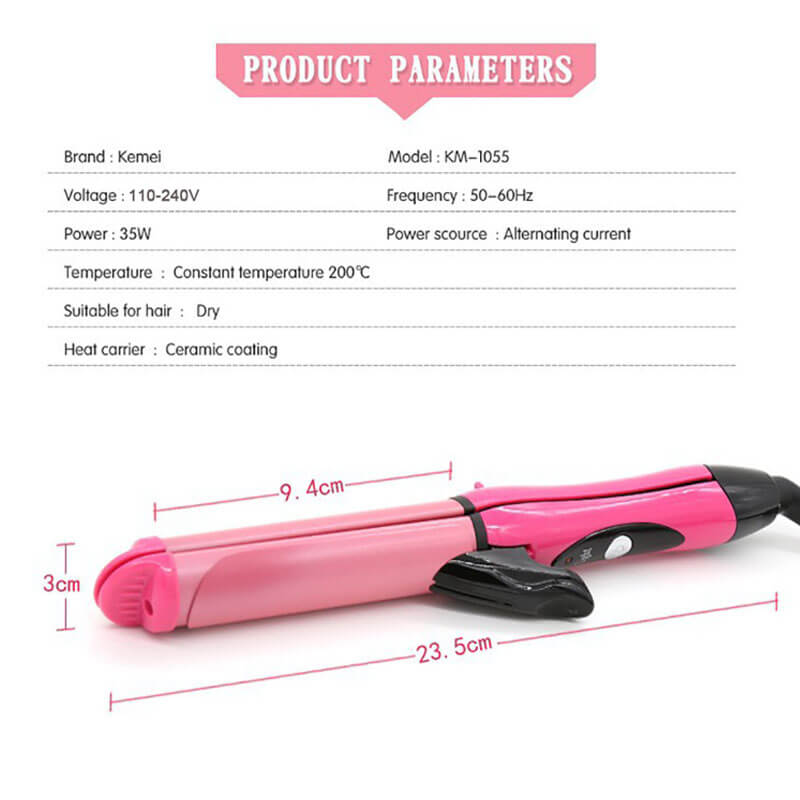 PRODUCT PARAMETERS
Brand : Kemei Model : KM-1055
Voltage : 110-240V Frequency : 50-60Hz
Power : 35W Power scource : Alternating current
Temperature : Constant temperature 200℃
Suitable for hair : Dry
Heat carrier : Ceramic coating
9.4cm
3cm
23.5cm